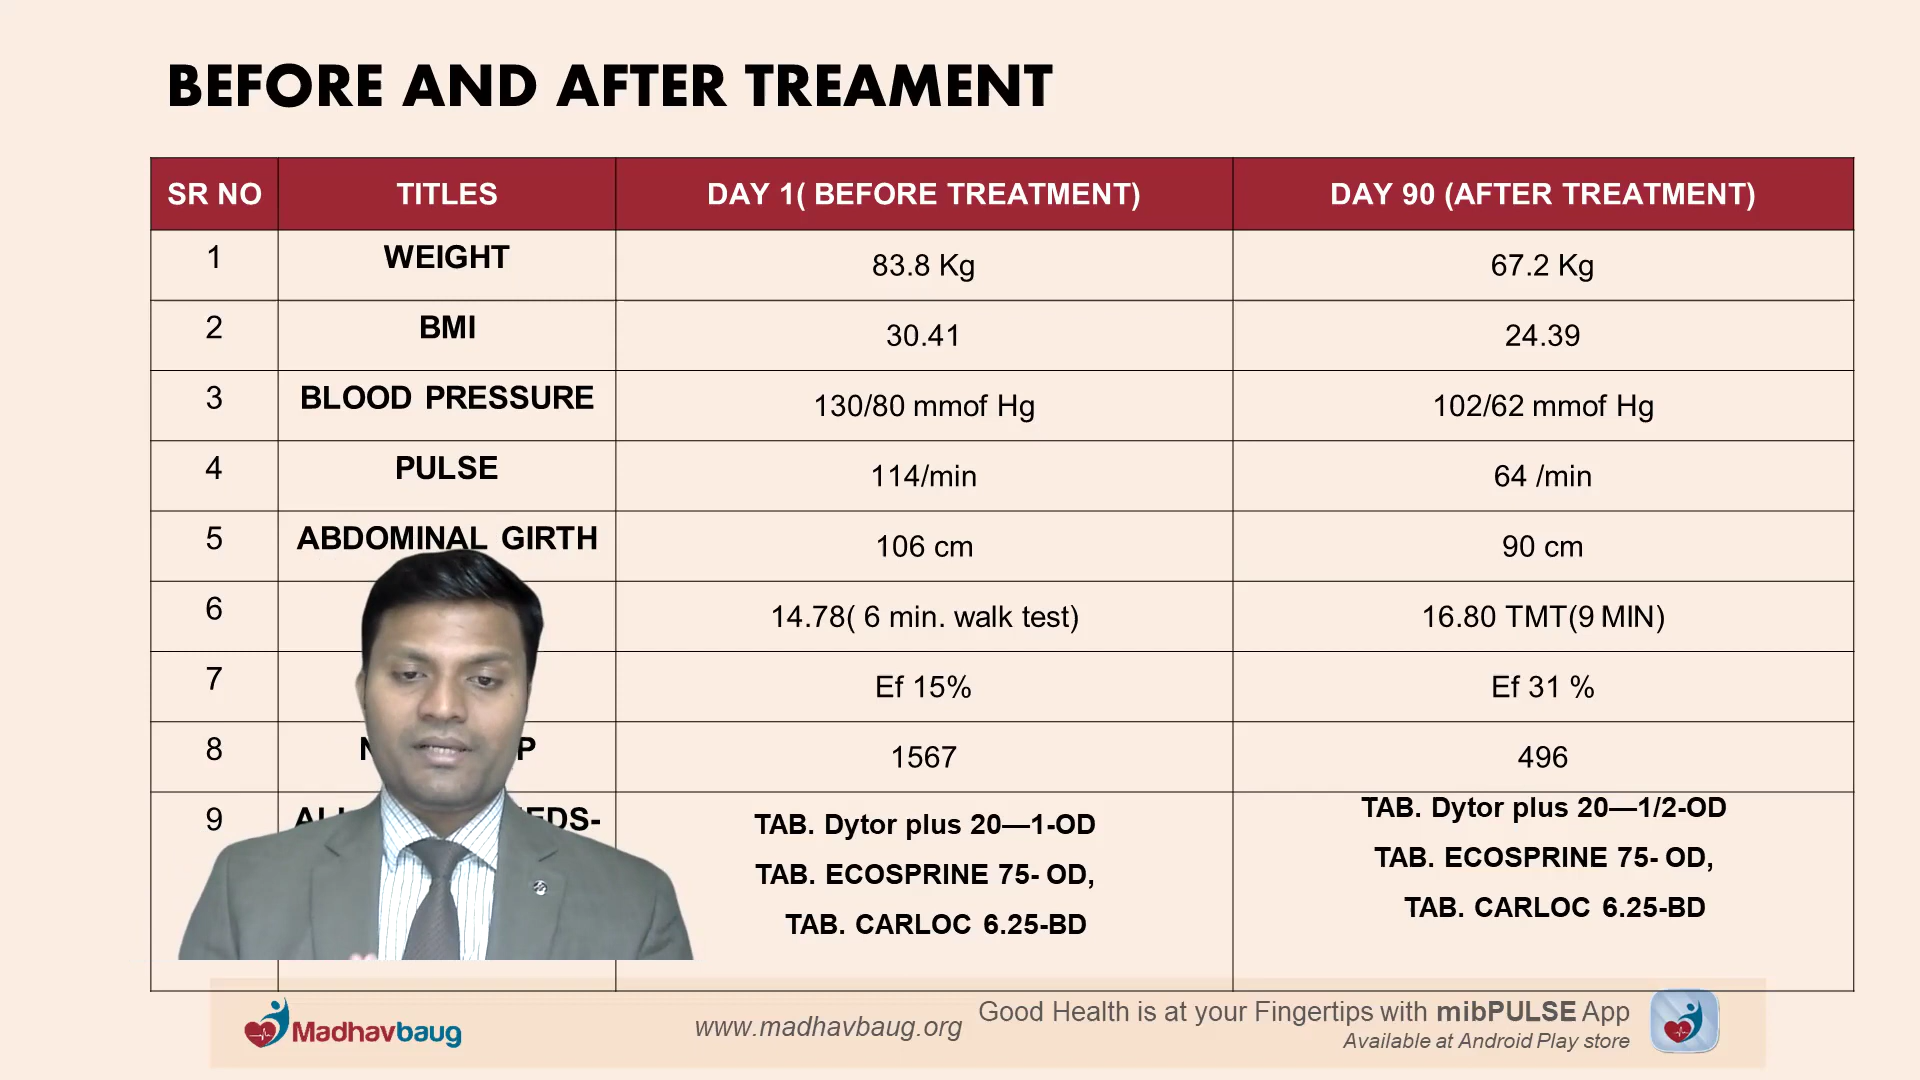 BEFORE AND AFTER TREAMENT
SR NO TITLES DAY 1( BEFORE TREATMENT) DAY 90 (AFTER TREATMENT)
1 WEIGHT 83.8 Kg 67.2 Kg
2 BMI 30.41 24.39
3 BLOOD PRESSURE 130/80 mmof Hg 102/62 mmof Hg
4 PULSE 114/min 64 /min
5 ABDOMINAL GIRTH 106 cm 90 cm
6 14.78( 6 min. walk test) 16.80 TMT(9 MIN)
7 Ef 15% Ef 31 %
8 1567 496
9 TAB. Dytor plus 20—1-OD TAB. Dytor plus 20—1/2-OD
TAB. ECOSPRINE 75- OD, TAB. ECOSPRINE 75- OD,
TAB. CARLOC 6.25-BD TAB. CARLOC 6.25-BD
Madhavbaug www.madhavbaug.org Good Health is at your Fingertips with mibPULSE App
Available at Android Play store